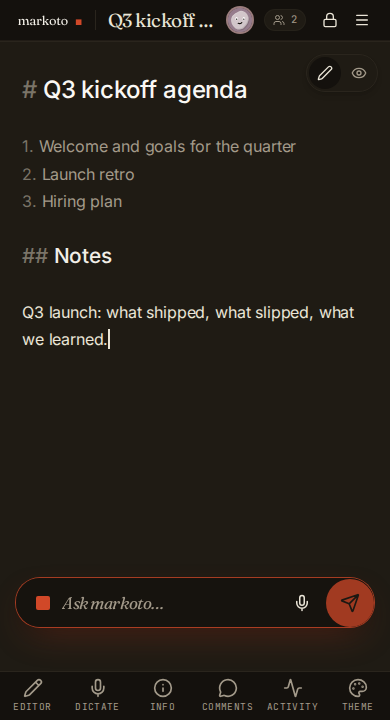 markoto
Q3 kickoff ...
2
# Q3 kickoff agenda
1. Welcome and goals for the quarter
2. Launch retro
3. Hiring plan
## Notes
Q3 launch: what shipped, what slipped, what
we learned.
Ask markoto...
EDITOR DICTATE INFO COMMENTS ACTIVITY THEME